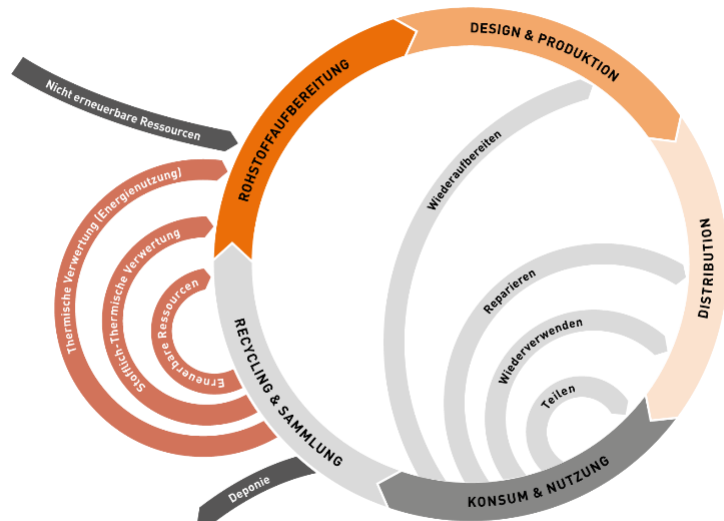 DESIGN & PRODUKTION
ROHSTOFFAUFBEREITUNG
Nicht erneuerbare Ressourcen
Wiederaufbereiten
Thermische Verwertung (Energienutzung)
Stofflich-Thermische Verwertung
Erneuerbare Ressourcen
DISTRIBUTION
Reparieren
Wiederverwenden
Teilen
RECYCLING & SAMMLUNG
KONSUM & NUTZUNG
Deponie